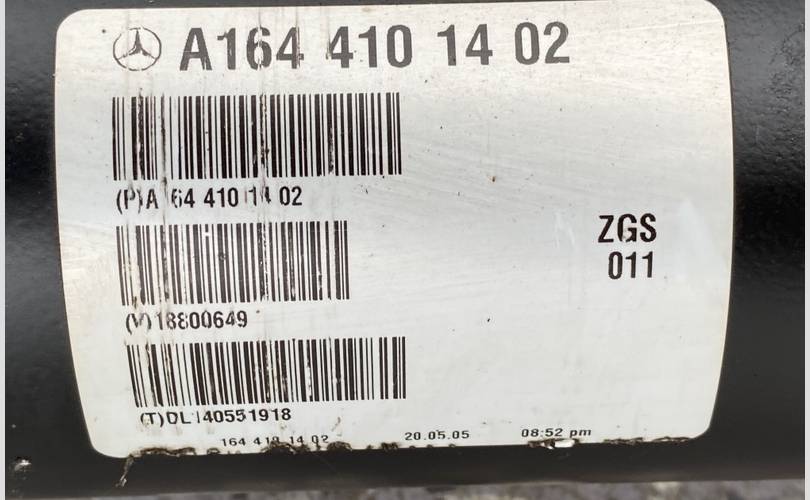 A164 410 14 02
(P)A 64 410 14 02
ZGS
011
(V)18800649
(T)DL140551918
164 410 14 02 20.05.05 08:52 pm